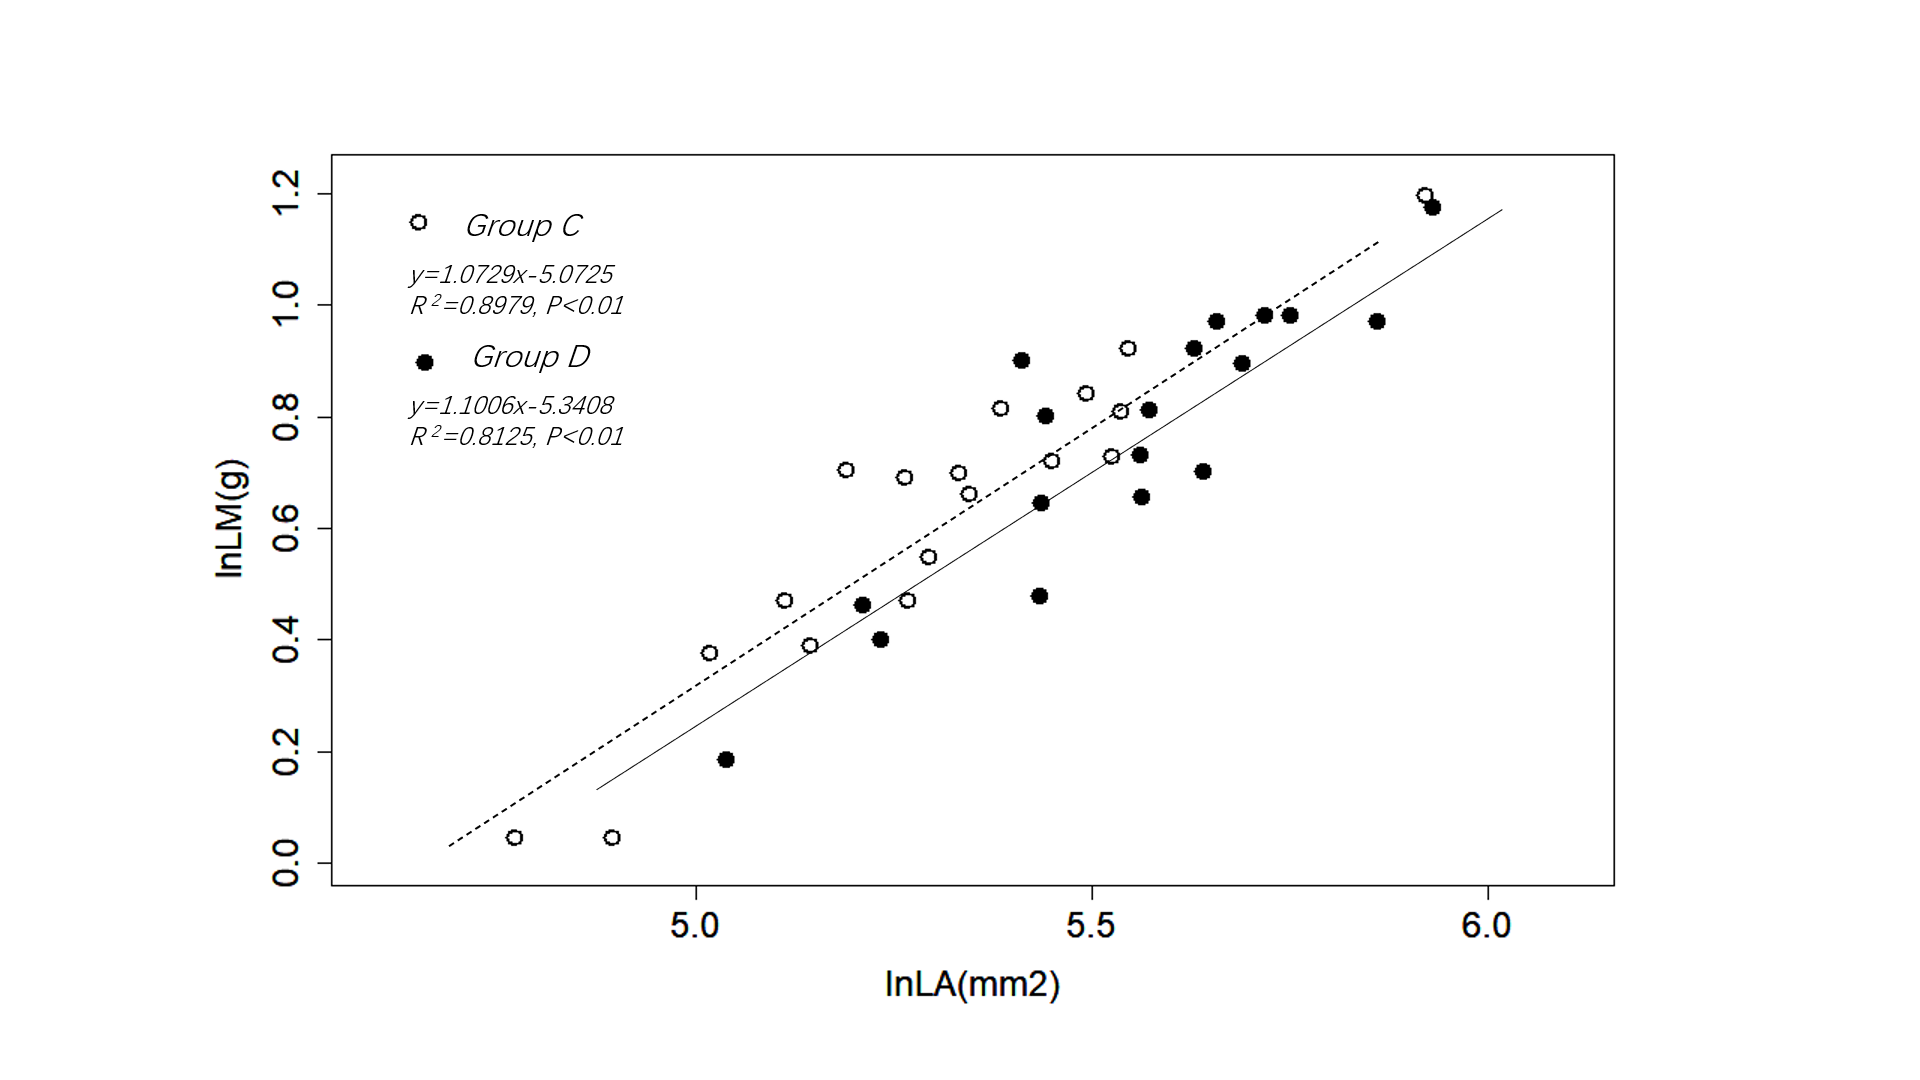 Group C
y=1.0729x-5.0725
R²=0.8979, P<0.01
Group D
y=1.1006x-5.3408
R²=0.8125, P<0.01
1.2
1.0
0.8
0.6
0.4
0.2
0.0
lnLM(g)
5.0 5.5 6.0
lnLA(mm2)